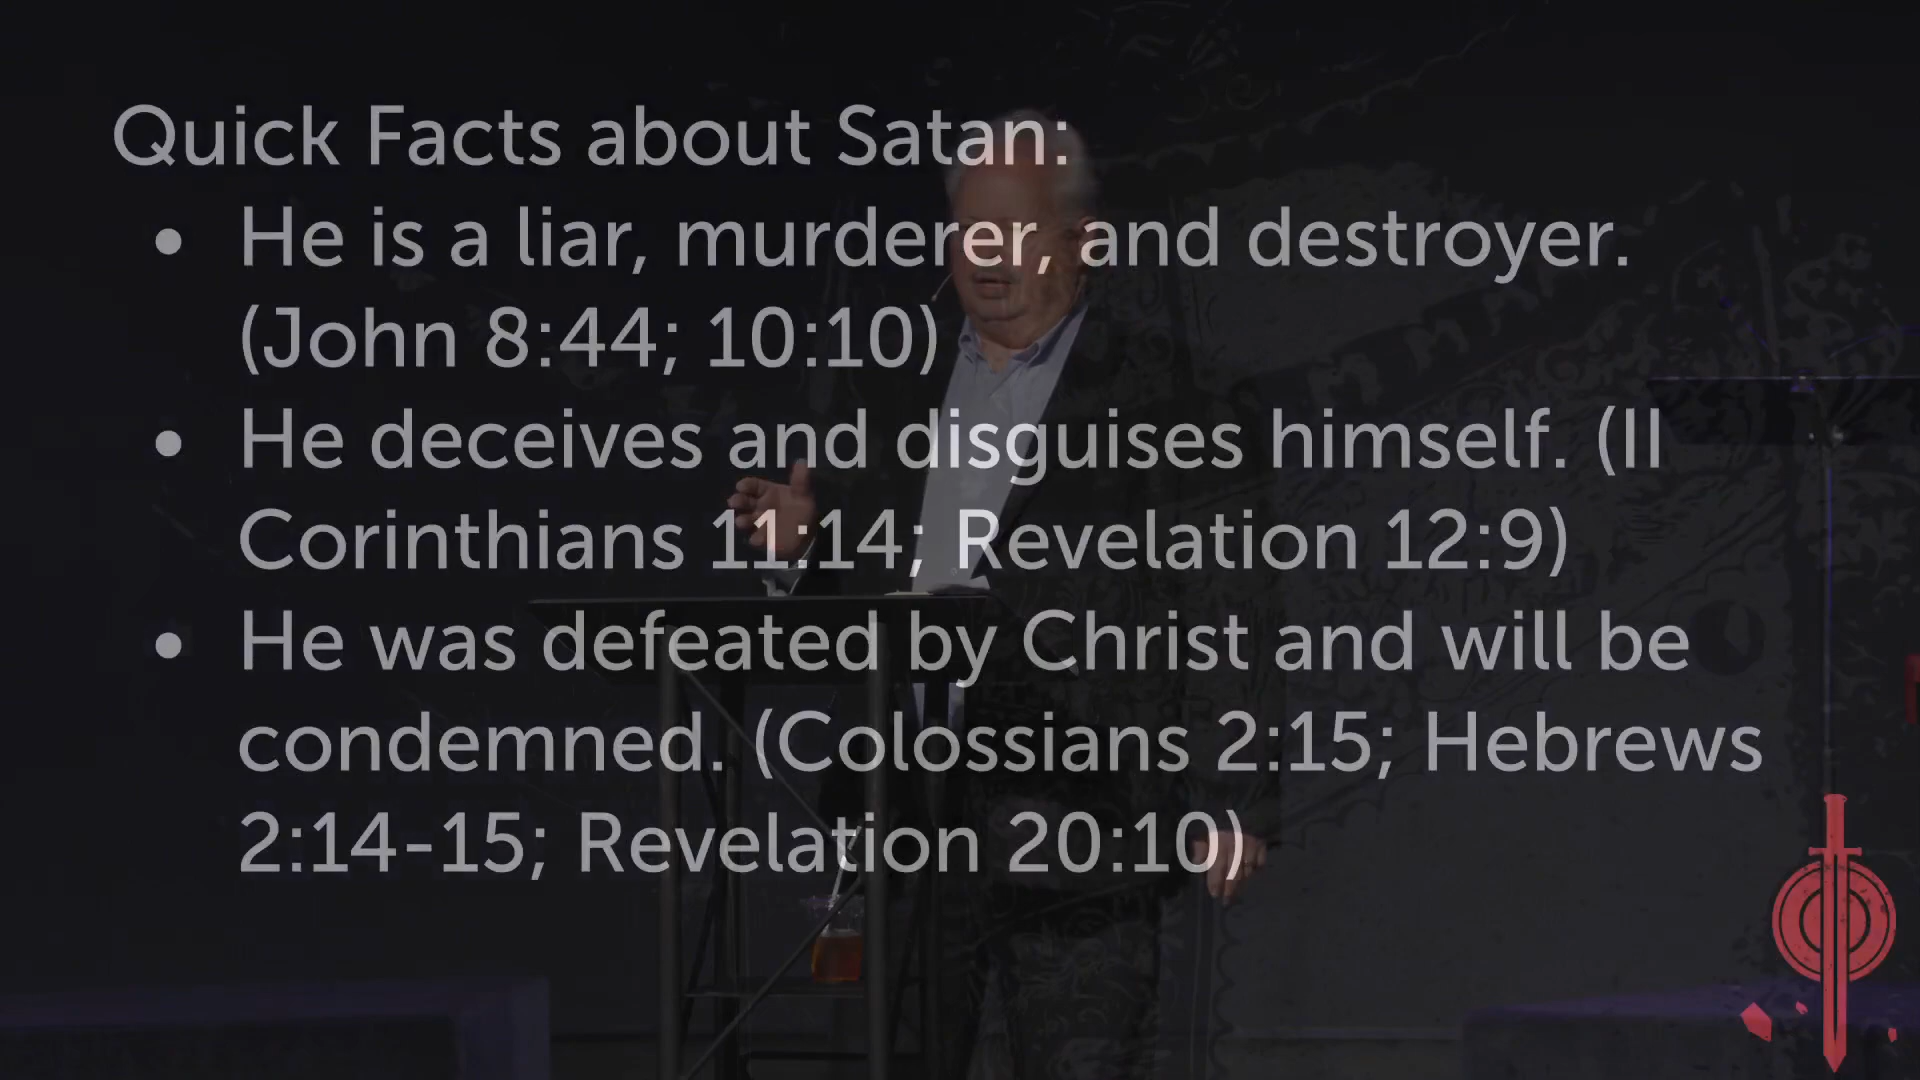 Quick Facts about Satan:
• He is a liar, murderer, and destroyer.
(John 8:44; 10:10)
• He deceives and disguises himself. (II
Corinthians 11:14; Revelation 12:9)
• He was defeated by Christ and will be
condemned. (Colossians 2:15; Hebrews
2:14-15; Revelation 20:10)